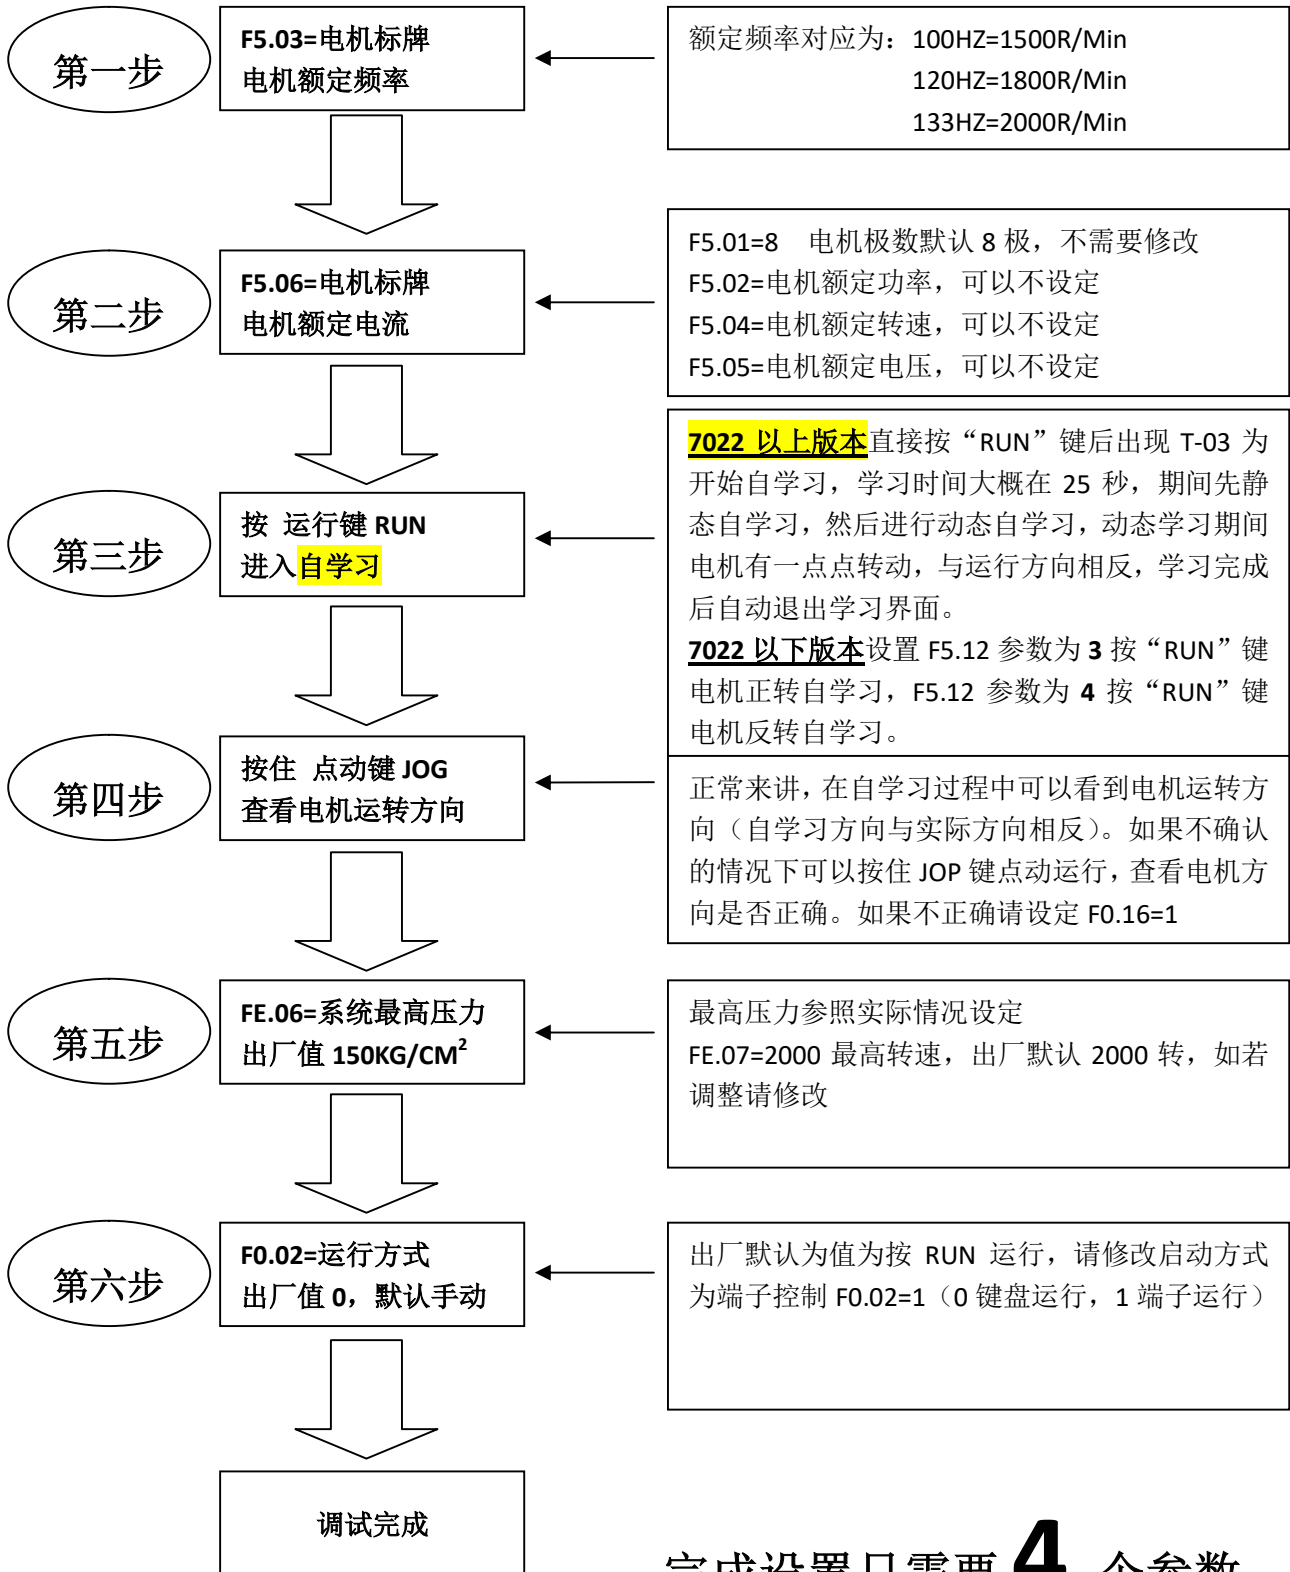 第一步
F5.03=电机标牌
电机额定频率
额定频率对应为：100HZ=1500R/Min
120HZ=1800R/Min
133HZ=2000R/Min
第二步
F5.06=电机标牌
电机额定电流
F5.01=8 电机极数默认 8 极，不需要修改
F5.02=电机额定功率，可以不设定
F5.04=电机额定转速，可以不设定
F5.05=电机额定电压，可以不设定
第三步
按 运行键 RUN
进入自学习
7022 以上版本直接按“RUN”键后出现 T-03 为
开始自学习，学习时间大概在 25 秒，期间先静
态自学习，然后进行动态自学习，动态学习期间
电机有一点点转动，与运行方向相反，学习完成
后自动退出学习界面。
7022 以下版本设置 F5.12 参数为 3 按“RUN”键
电机正转自学习，F5.12 参数为 4 按“RUN”键
电机反转自学习。
第四步
按住 点动键 JOG
查看电机运转方向
正常来讲，在自学习过程中可以看到电机运转方
向（自学习方向与实际方向相反）。如果不确认
的情况下可以按住 JOP 键点动运行，查看电机方
向是否正确。如果不正确请设定 F0.16=1
第五步
FE.06=系统最高压力
出厂值 150KG/CM²
最高压力参照实际情况设定
FE.07=2000 最高转速，出厂默认 2000 转，如若
调整请修改
第六步
F0.02=运行方式
出厂值 0，默认手动
出厂默认为值为按 RUN 运行，请修改启动方式
为端子控制 F0.02=1（0 键盘运行，1 端子运行）
调试完成
完成设置只需要 4 个参数